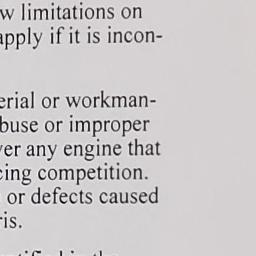 w limitations on
apply if it is incon-
erial or workman-
buse or improper
ver any engine that
cing competition.
or defects caused
ris.